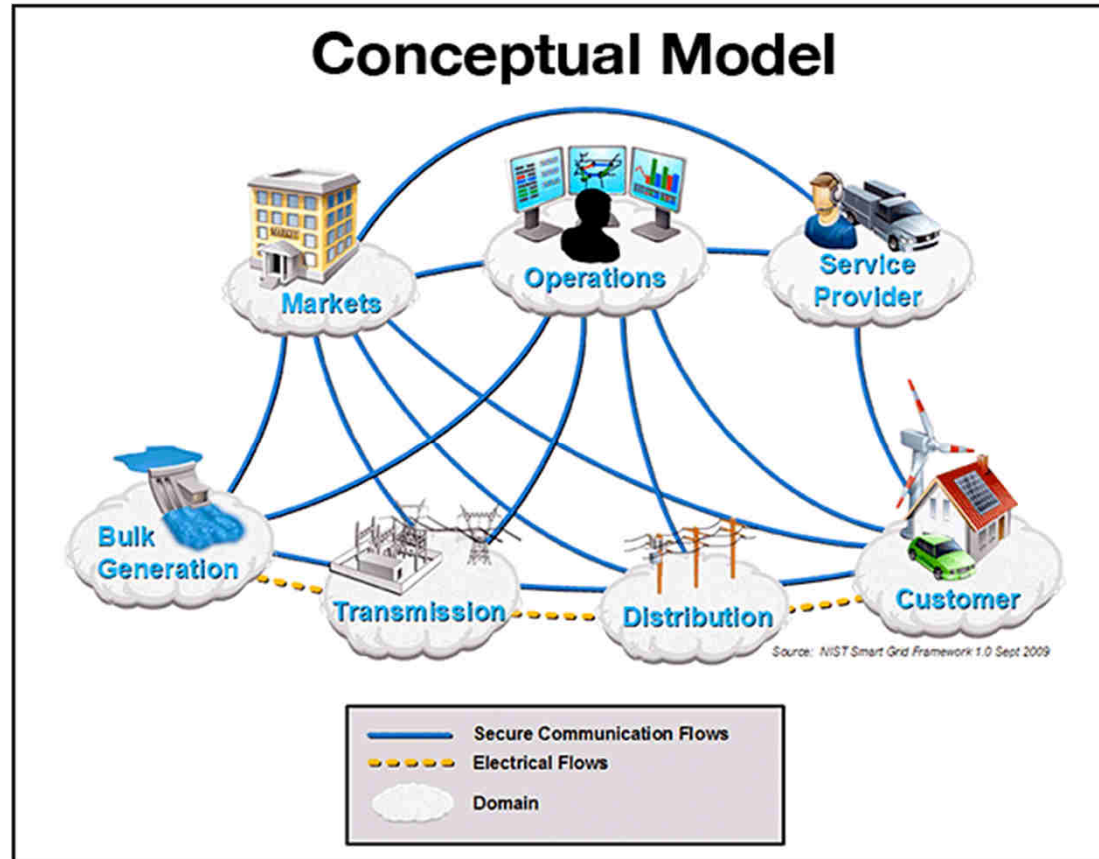 Conceptual Model
MARKET
Markets
Operations
Service
Provider
Bulk
Generation
Transmission
Distribution
Customer
Source: NIST Smart Grid Framework 1.0 Sept 2009
Secure Communication Flows
Electrical Flows
Domain